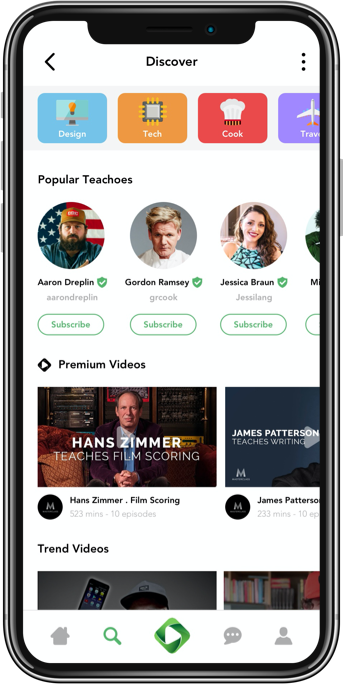 Discover
Design
Tech
Cook
Trave
Popular Teachoes
Aaron Dreplin
Gordon Ramsey
Jessica Braun
Mi
aarondreplin
grcook
Jessilang
Subscribe
Subscribe
Subscribe
Premium Videos
HANS ZIMMER
TEACHES FILM SCORING
JAMES PATTERSON
TEACHES WRITING
Hans Zimmer . Film Scoring
523 mins - 10 episodes
James Patterson
233 mins - 10 ep
Trend Videos